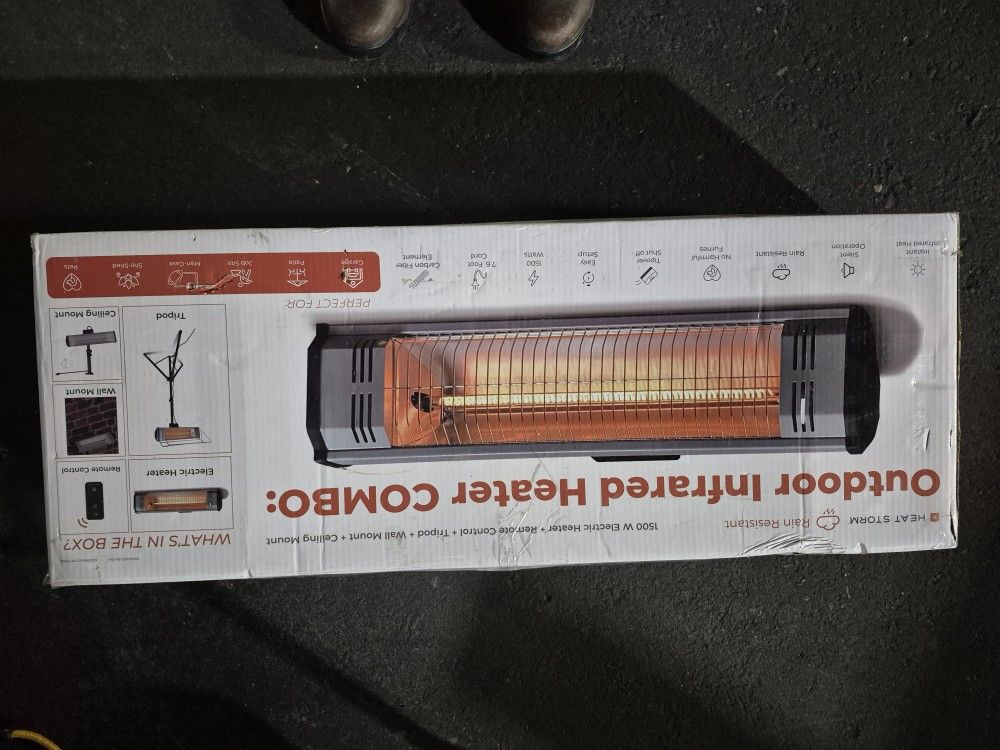 HEAT STORM
Rain Resistant
1500 W Electric Heater + Remote Control + Tripod + Wall Mount + Ceiling Mount
Outdoor Infrared Heater COMBO:
WHAT'S IN THE BOX?
Electric Heater
Remote Control
Tripod
Wall Mount
Ceiling Mount
PERFECT FOR:
Garage
Patio
Job Site
Man-Cave
She-Shed
Pets
Instant
Infrared Heat
Silent
Operation
Rain Resistant
No Harmful
Fumes
Tipover
Shut off
Easy
Setup
1500
Watts
7.6 Foot
Cord
Carbon Fiber
Element